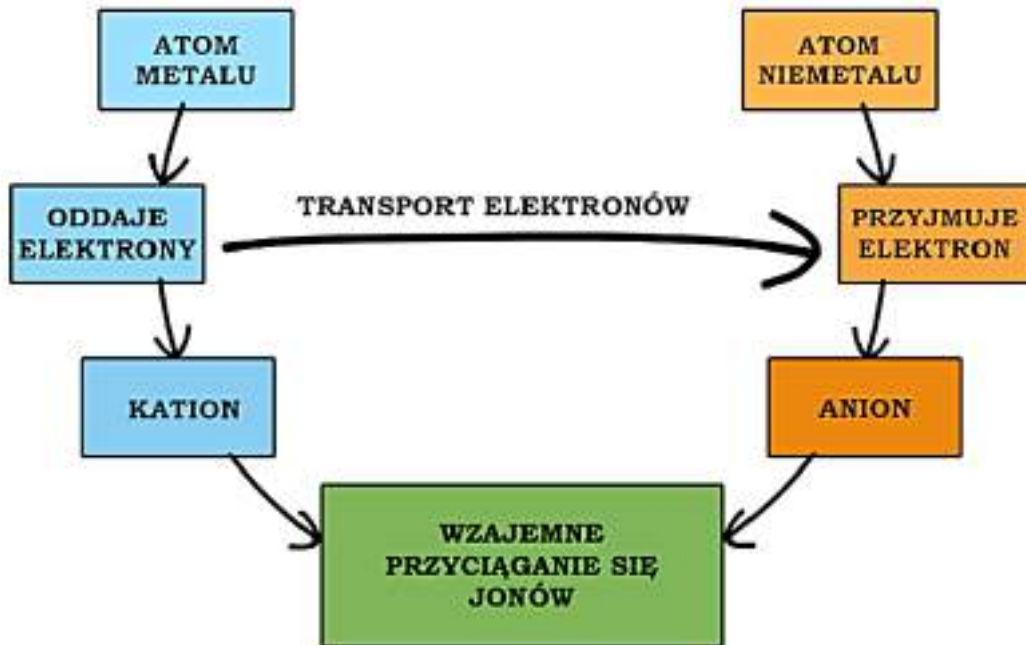 ATOM
METALU
ATOM
NIEMETALU
ODDAJE
ELEKTRONY
TRANSPORT ELEKTRONÓW
PRZYJMUJE
ELEKTRON
KATION
ANION
WZAJEMNE
PRZYCIĄGANIE SIĘ
JONÓW